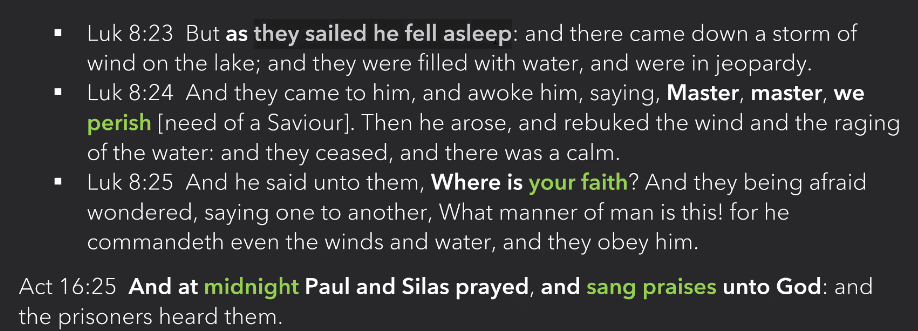 ▪ Luk 8:23 But as they sailed he fell asleep: and there came down a storm of
wind on the lake; and they were filled with water, and were in jeopardy.
▪ Luk 8:24 And they came to him, and awoke him, saying, Master, master, we
perish [need of a Saviour]. Then he arose, and rebuked the wind and the raging
of the water: and they ceased, and there was a calm.
▪ Luk 8:25 And he said unto them, Where is your faith? And they being afraid
wondered, saying one to another, What manner of man is this! for he
commandeth even the winds and water, and they obey him.
Act 16:25 And at midnight Paul and Silas prayed, and sang praises unto God: and
the prisoners heard them.